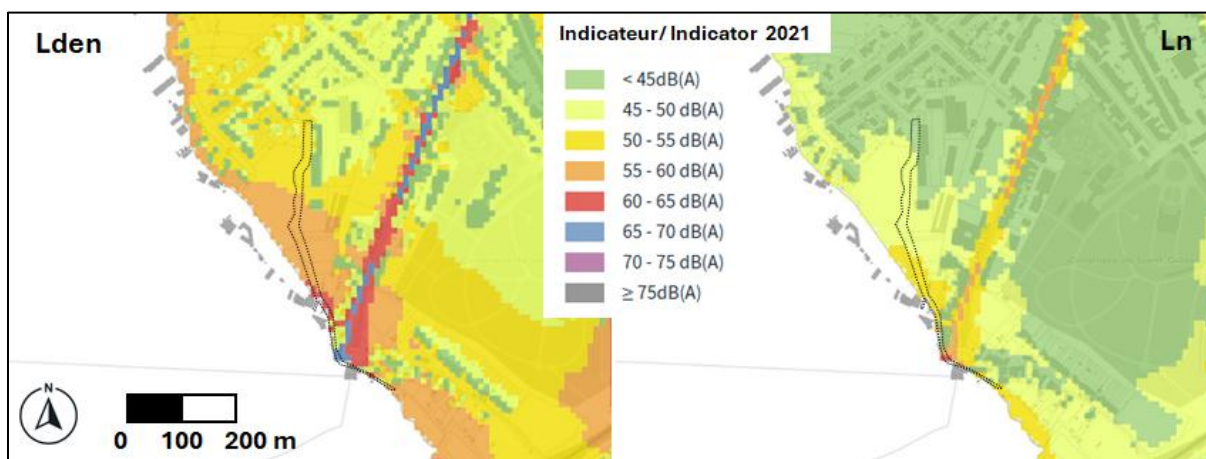 Lden
Indicateur/ Indicator 2021
Ln
< 45dB(A)
45 - 50 dB(A)
50 - 55 dB(A)
55 - 60 dB(A)
60 - 65 dB(A)
65 - 70 dB(A)
70 - 75 dB(A)
≥ 75dB(A)
N
0 100 200 m